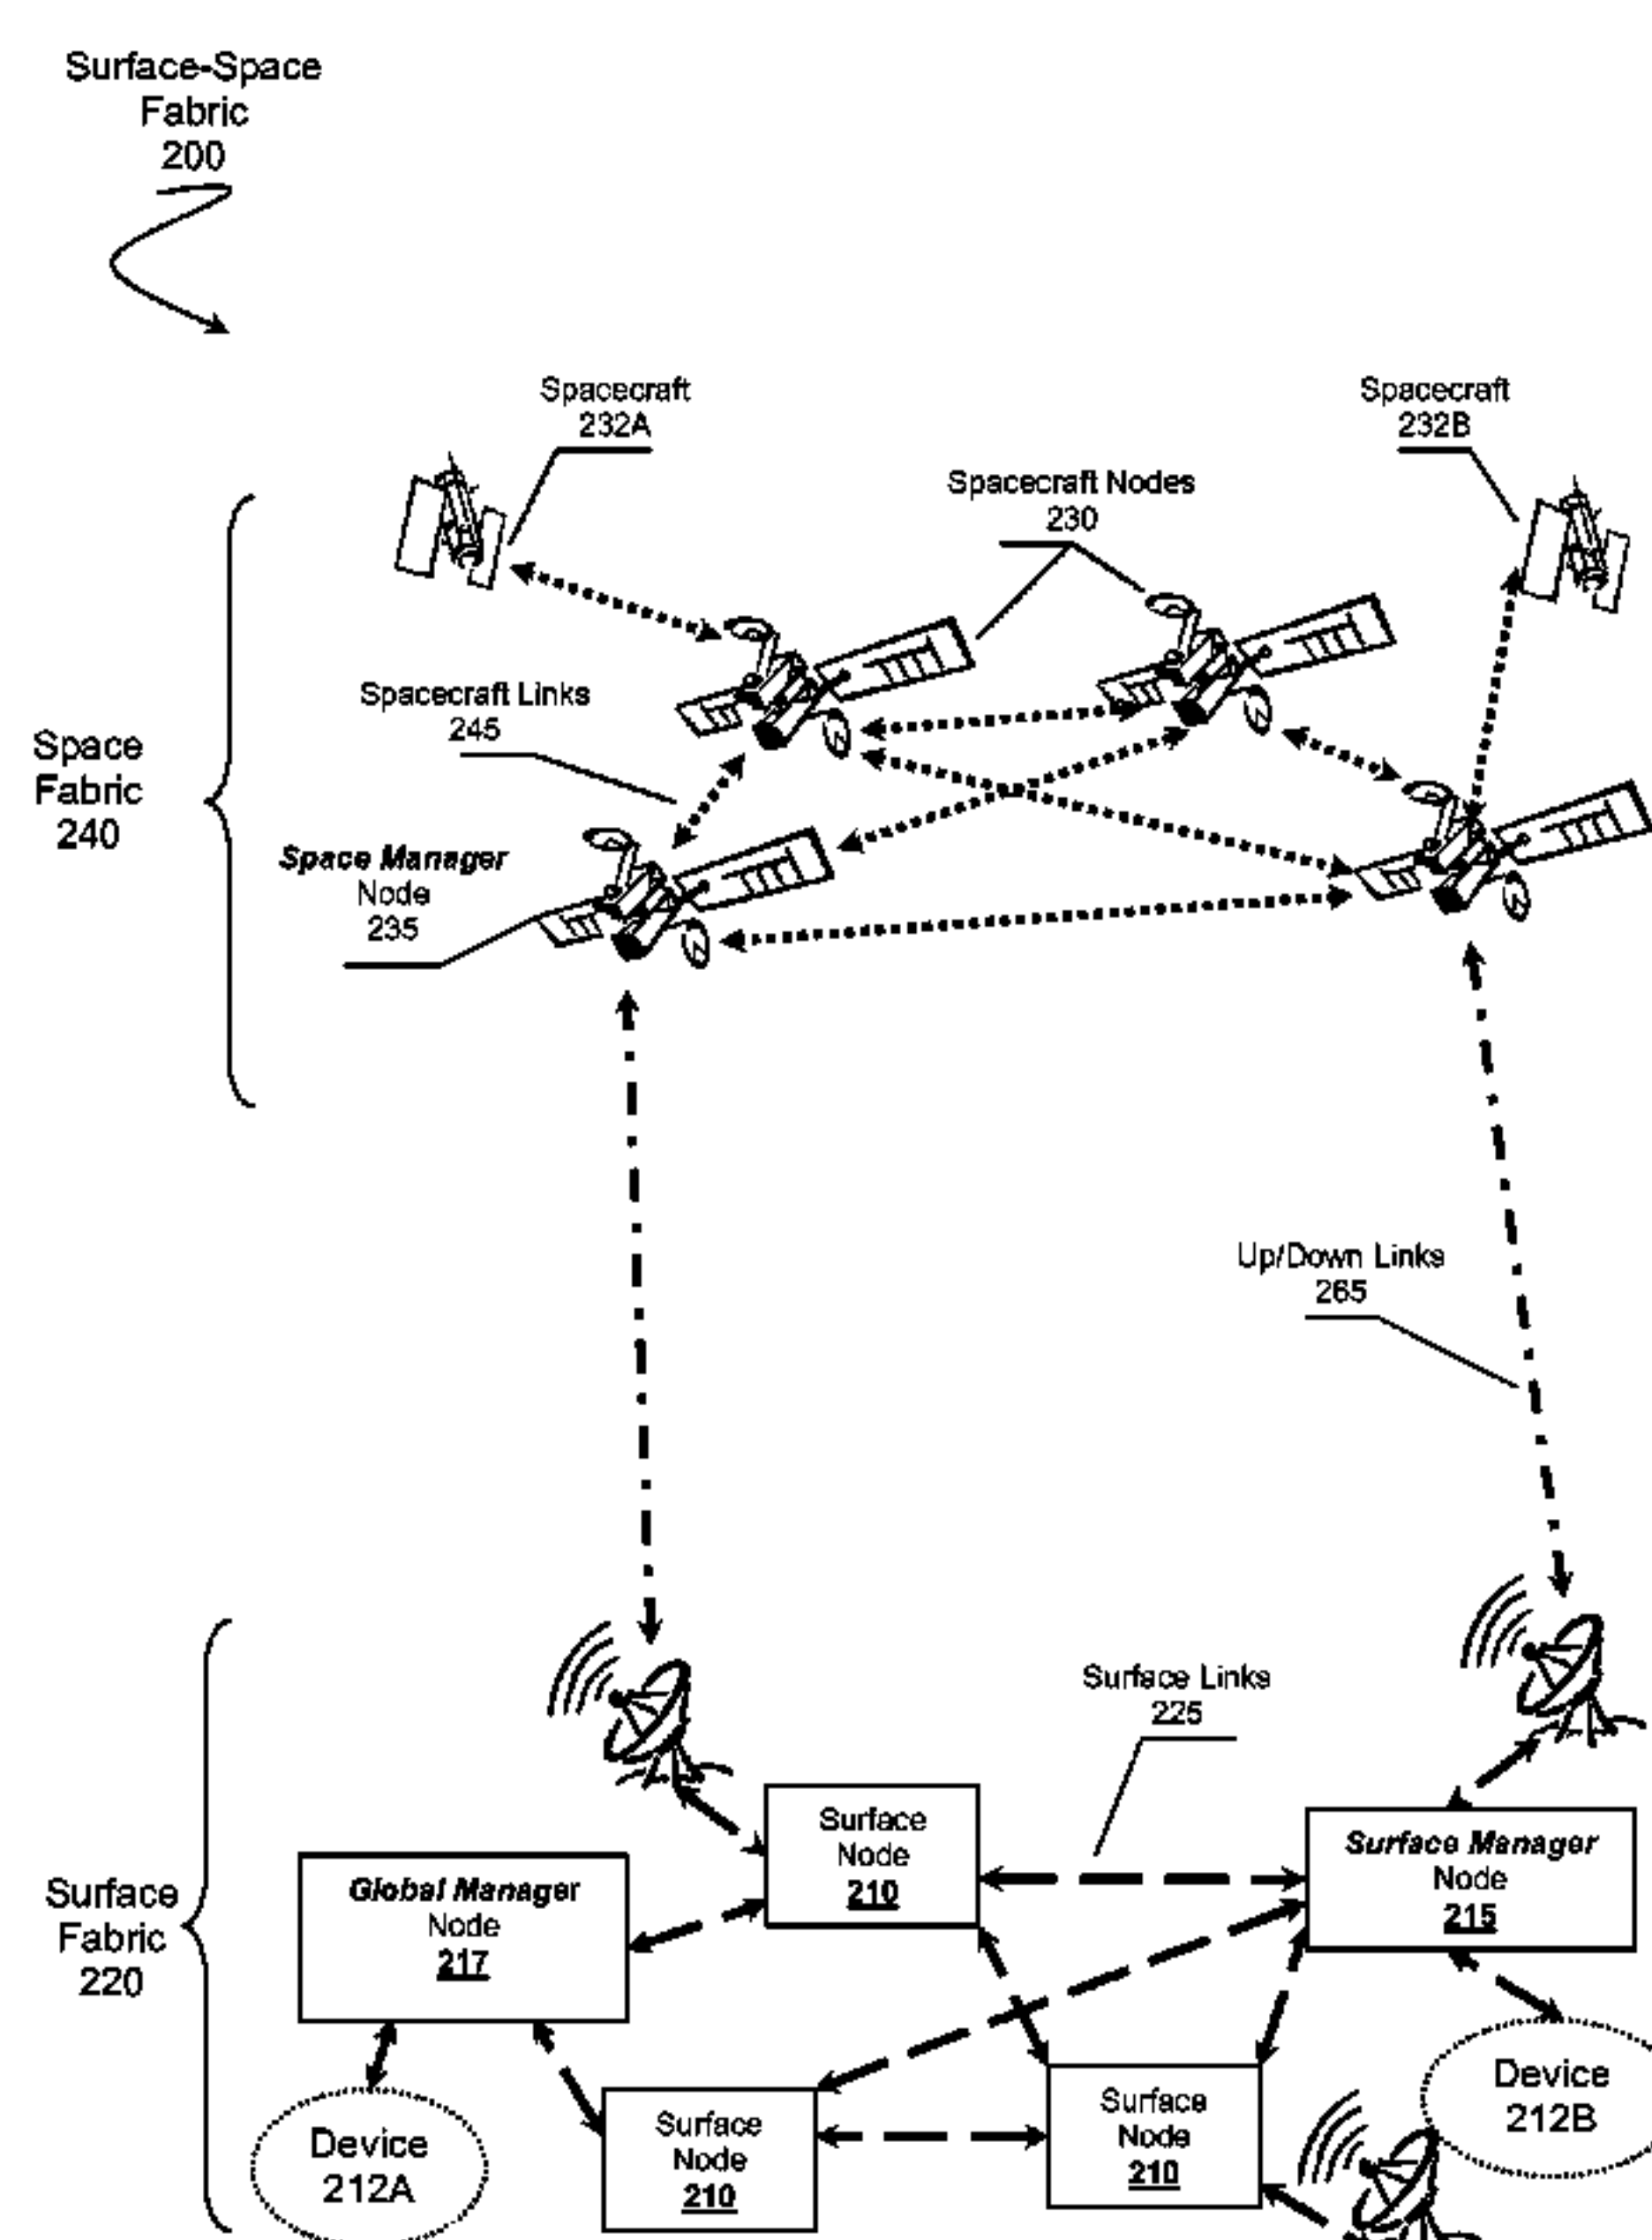 Surface-Space
Fabric
200
Spacecraft
232A
Spacecraft
232B
Spacecraft Nodes
230
Spacecraft Links
245
Space
Fabric
240
Space Manager
Node
235
Up/Down Links
265
Surface Links
225
Surface
Node
210
Surface Manager
Node
215
Global Manager
Node
217
Surface
Fabric
220
Device
212A
Surface
Node
210
Surface
Node
210
Device
212B